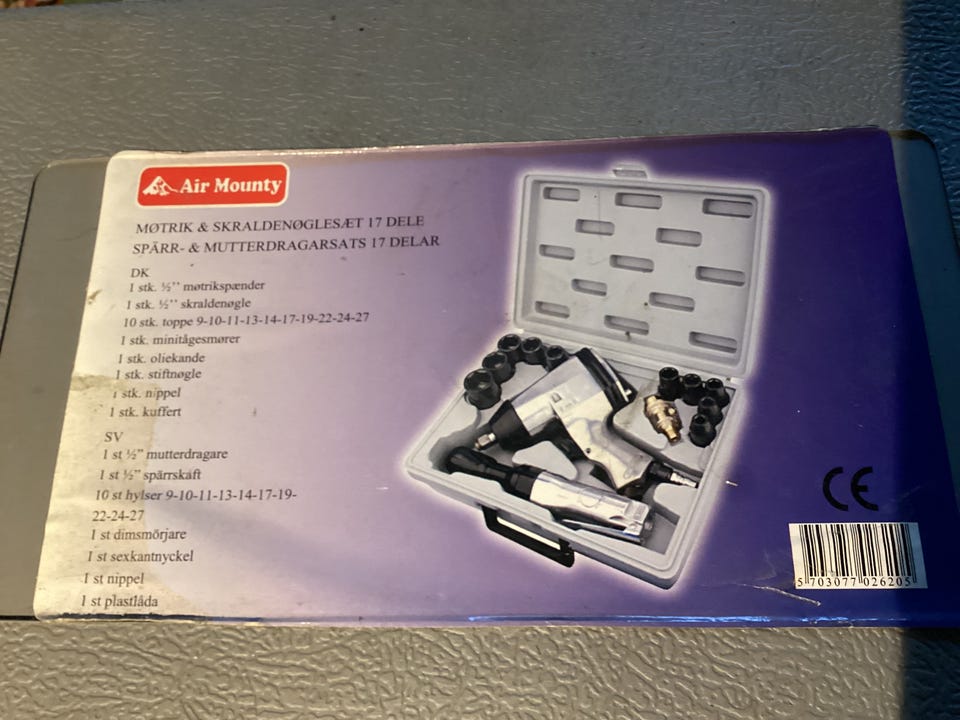 Air Mounty
MØTRIK & SKRALDENØGLESÆT 17 DELE
SPÄRR- & MUTTERDRAGARSATS 17 DELAR
DK
1 stk. ½’’ møtrikspænder
1 stk. ½’’ skraldenøgle
10 stk. toppe 9-10-11-13-14-17-19-22-24-27
1 stk. minitågesmører
1 stk. oliekande
1 stk. stiftnøgle
1 stk. nippel
1 stk. kuffert
SV
1 st ½” mutterdragare
1 st ½” spärrskaft
10 st hylser 9-10-11-13-14-17-19-
22-24-27
1 st dimsmörjare
1 st sexkantnyckel
1 st nippel
1 st plastlåda
CE
5 703077 026205